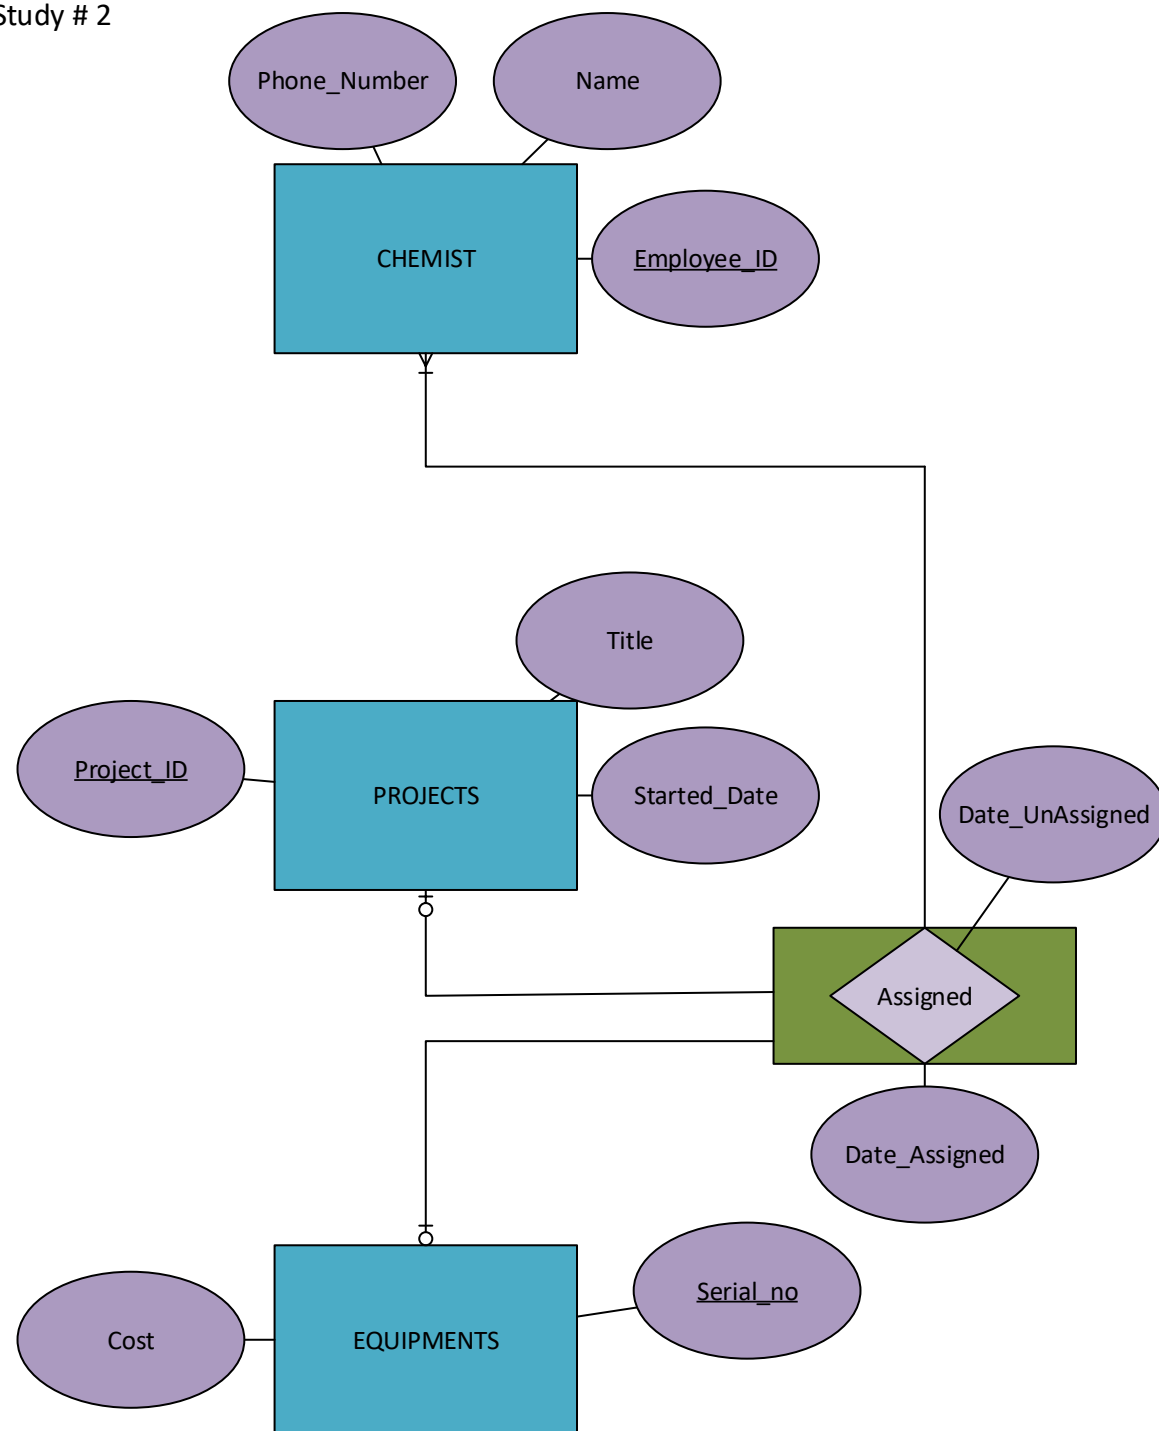 Study # 2
Phone_Number
Name
CHEMIST
Employee_ID
Title
Project_ID
PROJECTS
Started_Date
Date_UnAssigned
Assigned
Date_Assigned
Serial_no
Cost
EQUIPMENTS